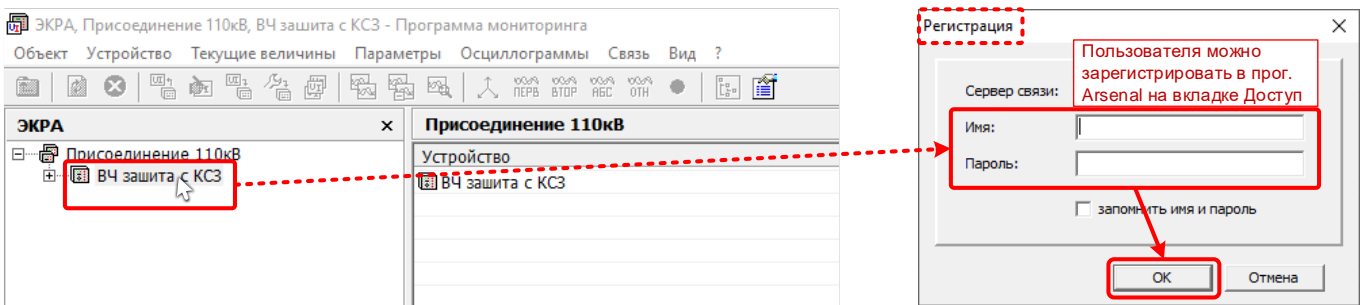 ЭКРА, Присоединение 110кВ, ВЧ зашита с КСЗ - Программа мониторинга
Объект Устройство Текущие величины Параметры Осциллограммы Связь Вид ?
ПЕРВ ВТОР АБС ОТН
ЭКРА x
Присоединение 110кВ
ВЧ зашита с КСЗ
Присоединение 110кВ
Устройство
ВЧ зашита с КСЗ
Регистрация
Пользователя можно
зарегистрировать в прог.
Arsenal на вкладке Доступ
Сервер связи:
Имя:
Пароль:
запомнить имя и пароль
OK Отмена